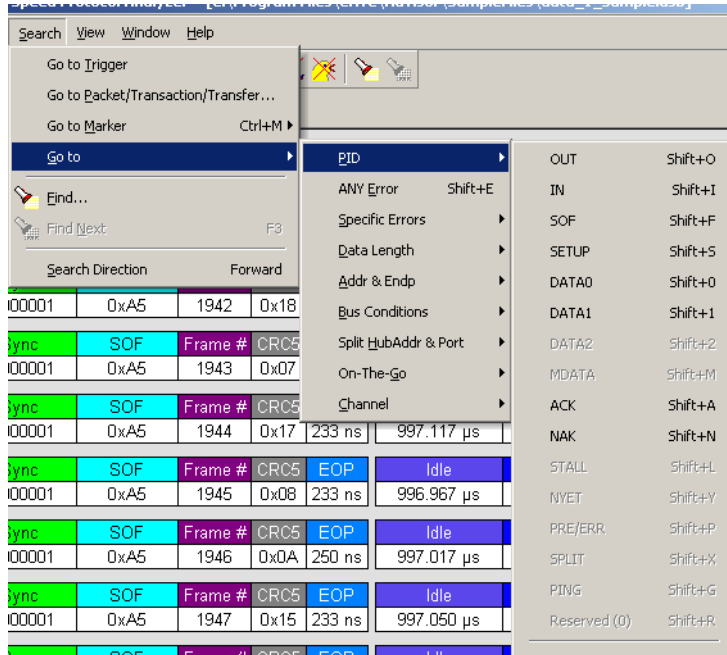 Search View Window Help
Go to Trigger
Go to Packet/Transaction/Transfer...
Go to Marker Ctrl+M
Go to
Find...
Find Next F3
Search Direction Forward
PID
ANY Error Shift+E
Specific Errors
Data Length
Addr & Endp
Bus Conditions
Split HubAddr & Port
On-The-Go
Channel
OUT Shift+O
IN Shift+I
SOF Shift+F
SETUP Shift+S
DATA0 Shift+0
DATA1 Shift+1
DATA2 Shift+2
MDATA Shift+M
ACK Shift+A
NAK Shift+N
STALL Shift+L
NYET Shift+Y
PRE/ERR Shift+P
SPLIT Shift+X
PING Shift+G
Reserved (0) Shift+R
00001 0xA5 1942 0x18
Sync SOF Frame # CRC5
00001 0xA5 1943 0x07
Sync SOF Frame # CRC5
00001 0xA5 1944 0x17 233 ns 997.117 µs
Sync SOF Frame # CRC5 EOP Idle
00001 0xA5 1945 0x08 233 ns 996.967 µs
Sync SOF Frame # CRC5 EOP Idle
00001 0xA5 1946 0x0A 250 ns 997.017 µs
Sync SOF Frame # CRC5 EOP Idle
00001 0xA5 1947 0x15 233 ns 997.050 µs